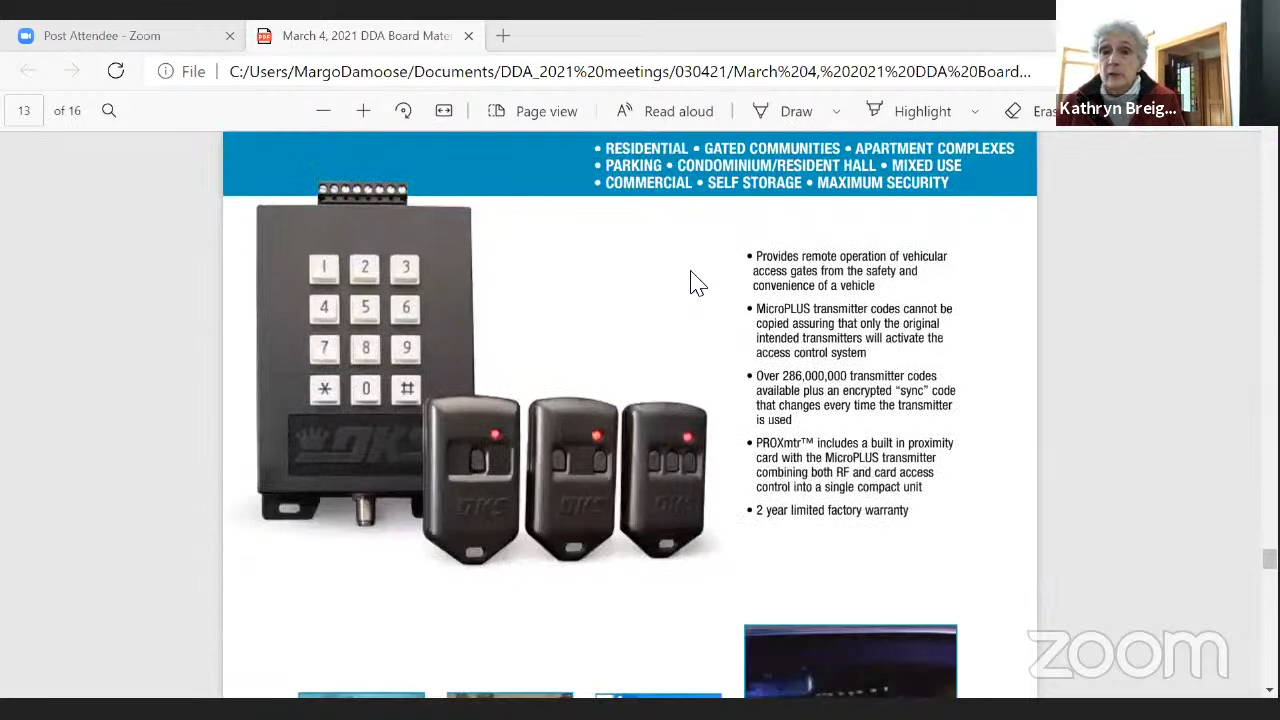 Post Attendee - Zoom
March 4, 2021 DDA Board Mate
File
C:/Users/MargoDamoose/Documents/DDA_2021%20meetings/030421/March%204,%202021%20DDA%20Board...
13 of 16
Page view
Read aloud
Draw
Highlight
Eras
Kathryn Breig...
• RESIDENTIAL • GATED COMMUNITIES • APARTMENT COMPLEXES
• PARKING • CONDOMINIUM/RESIDENT HALL • MIXED USE
• COMMERCIAL • SELF STORAGE • MAXIMUM SECURITY
1 2 3
4 5 6
7 8 9
* 0 #
DKS
DKS
DKS
DKS
• Provides remote operation of vehicular
access gates from the safety and
convenience of a vehicle
• MicroPLUS transmitter codes cannot be
copied assuring that only the original
intended transmitters will activate the
access control system
• Over 286,000,000 transmitter codes
available plus an encrypted “sync” code
that changes every time the transmitter
is used
• PROXmtr™ includes a built in proximity
card with the MicroPLUS transmitter
combining both RF and card access
control into a single compact unit
• 2 year limited factory warranty
zoom